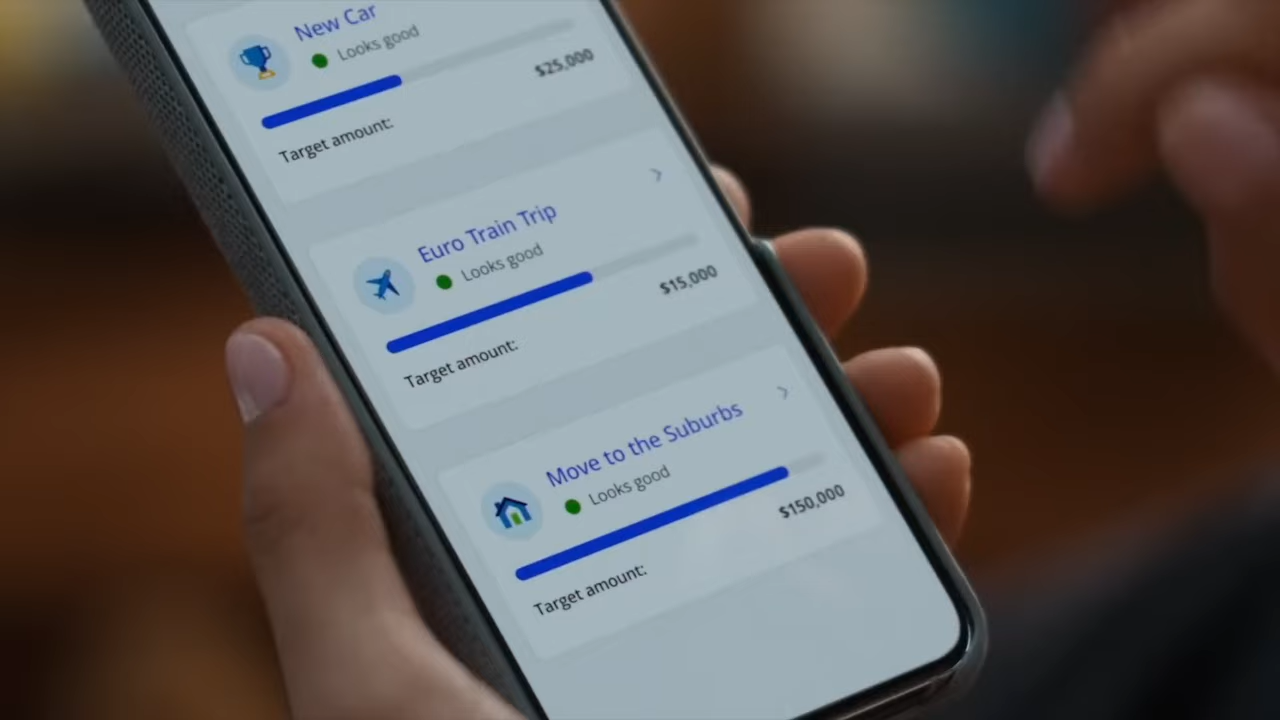 New Car
Looks good
Target amount:
$25,000
Euro Train Trip
Looks good
Target amount:
$15,000
Move to the Suburbs
Looks good
Target amount:
$150,000